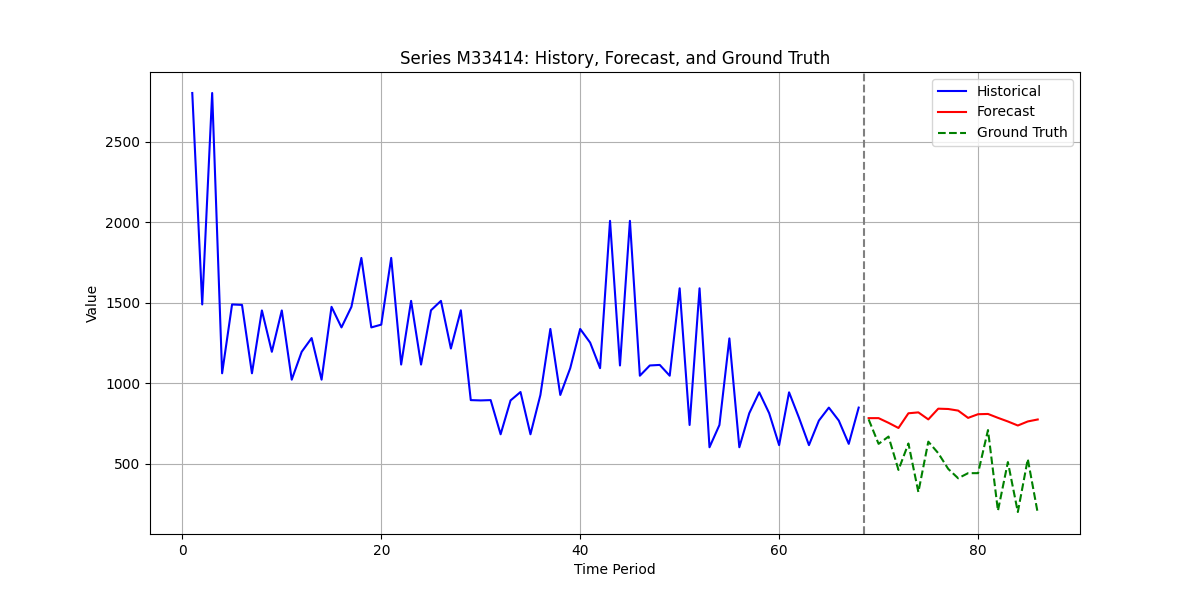 Series M33414: History, Forecast, and Ground Truth
Historical
Forecast
Ground Truth
Value
2500
2000
1500
1000
500
0
20
40
60
80
Time Period